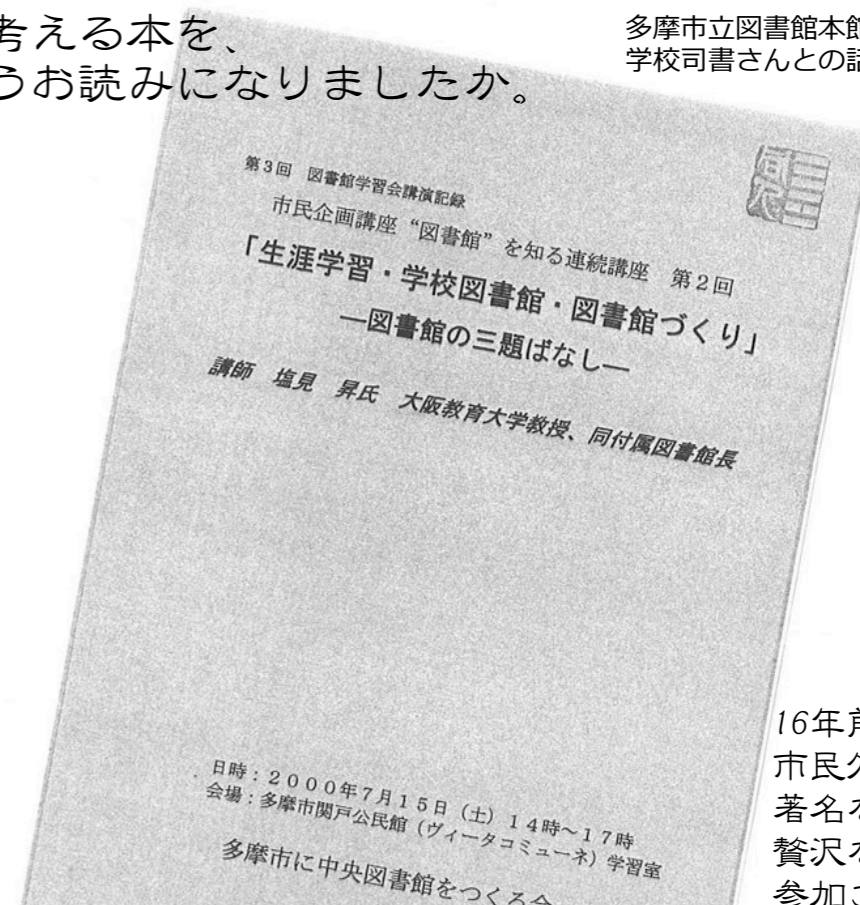 考える本を、
うお読みになりましたか。
多摩市立図書館本館
学校司書さんとの話
第3回 図書館学習会講演記録
市民企画講座“図書館”を知る連続講座 第2回
「生涯学習・学校図書館・図書館づくり」
―図書館の三題ばなし―
講師 塩見 昇氏 大阪教育大学教授、同付属図書館長
日時:2000年7月15日(土)14時~17時
会場:多摩市関戸公民館(ヴィータコミューネ)学習室
多摩市に中央図書館をつくる会
16年前
市民
著名な
贅沢な
参加